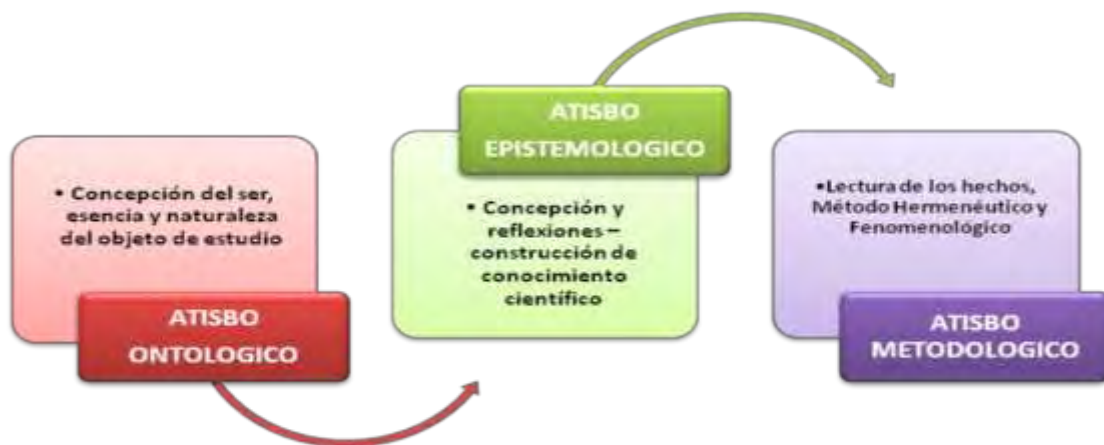 • Concepción del ser,
esencia y naturaleza
del objeto de estudio
ATISBO
ONTOLOGICO
ATISBO
EPISTEMOLOGICO
• Concepción y
reflexiones –
construcción de
conocimiento
científico
•Lectura de los hechos,
Método Hermenéutico y
Fenomenológico
ATISBO
METODOLOGICO